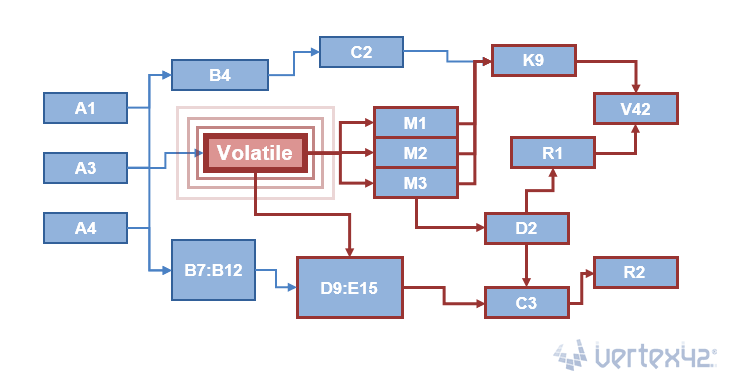 C2
K9
B4
A1
V42
M1
Volatile
M2
R1
A3
M3
A4
D2
B7:B12
R2
D9:E15
C3
vertex42®